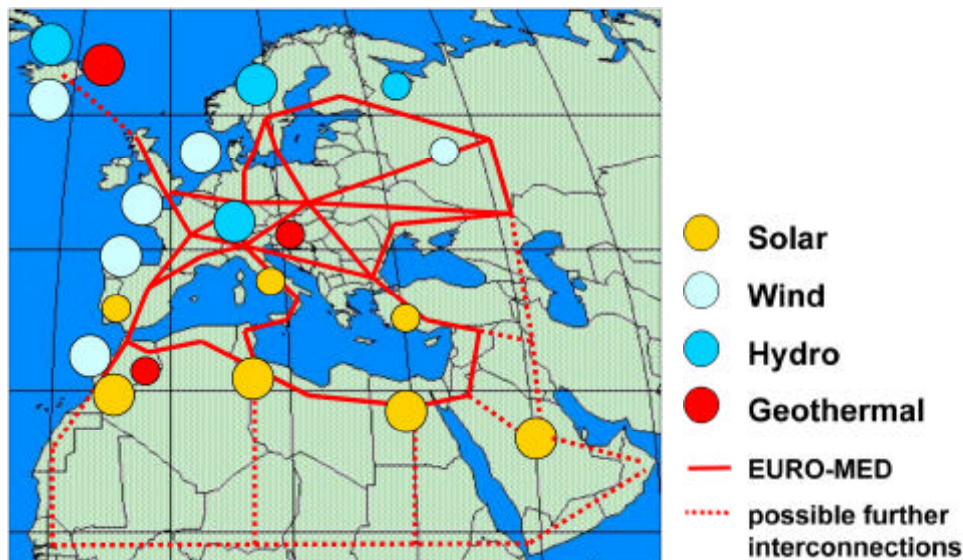 Solar
Wind
Hydro
Geothermal
EURO-MED
possible further
interconnections